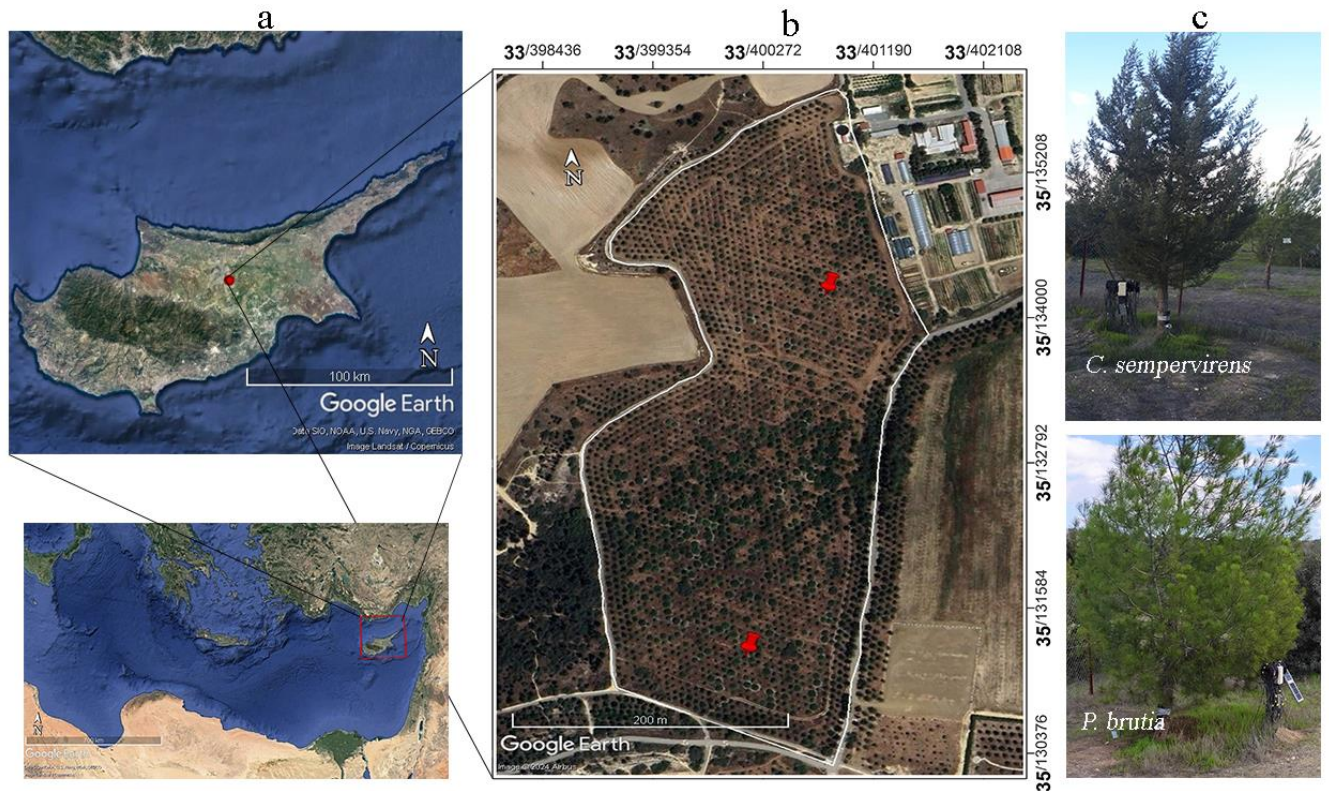 a
N
100 km
Google Earth
Data SIO, NOAA, U.S. Navy, NGA, GEBCO
Image Landsat / Copernicus
N
Google Earth
b
33/398436 33/399354 33/400272 33/401190 33/402108
N
35/135208
35/134000
35/132792
35/131584
35/130376
200 m
Google Earth
Image © 2024 Airbus
c
C. sempervirens
P. brutia